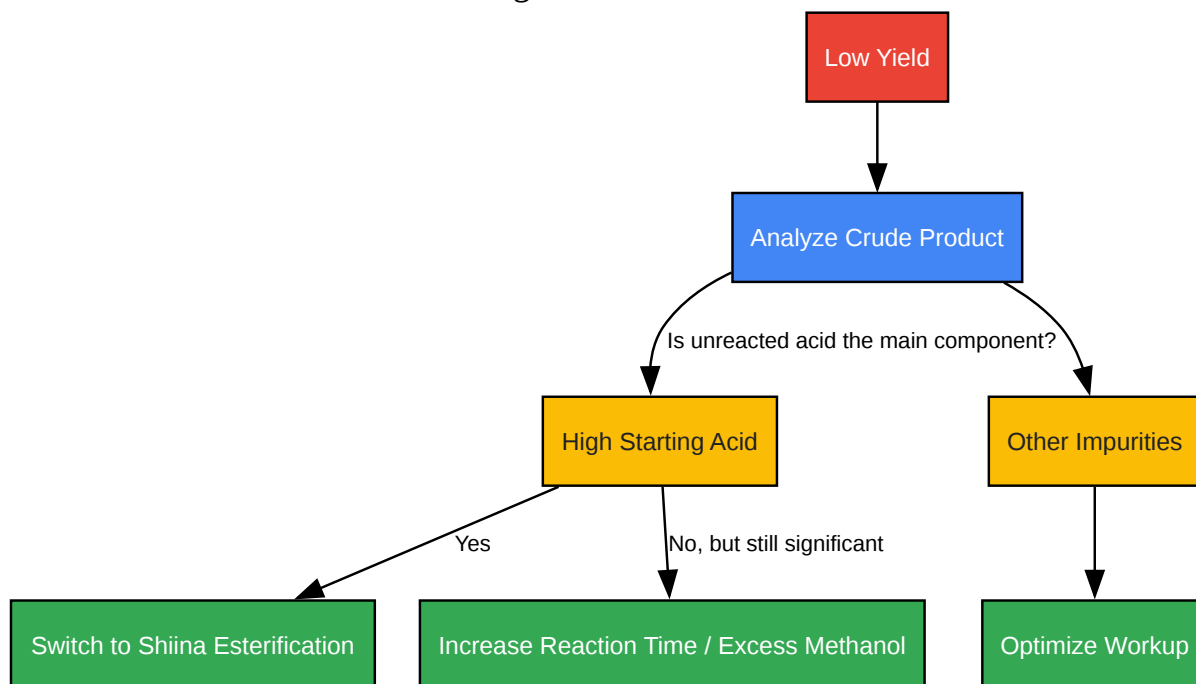 Low Yield
Analyze Crude Product
Is unreacted acid the main component?
High Starting Acid
Other Impurities
Yes
No, but still significant
Switch to Shiina Esterification
Increase Reaction Time / Excess Methanol
Optimize Workup